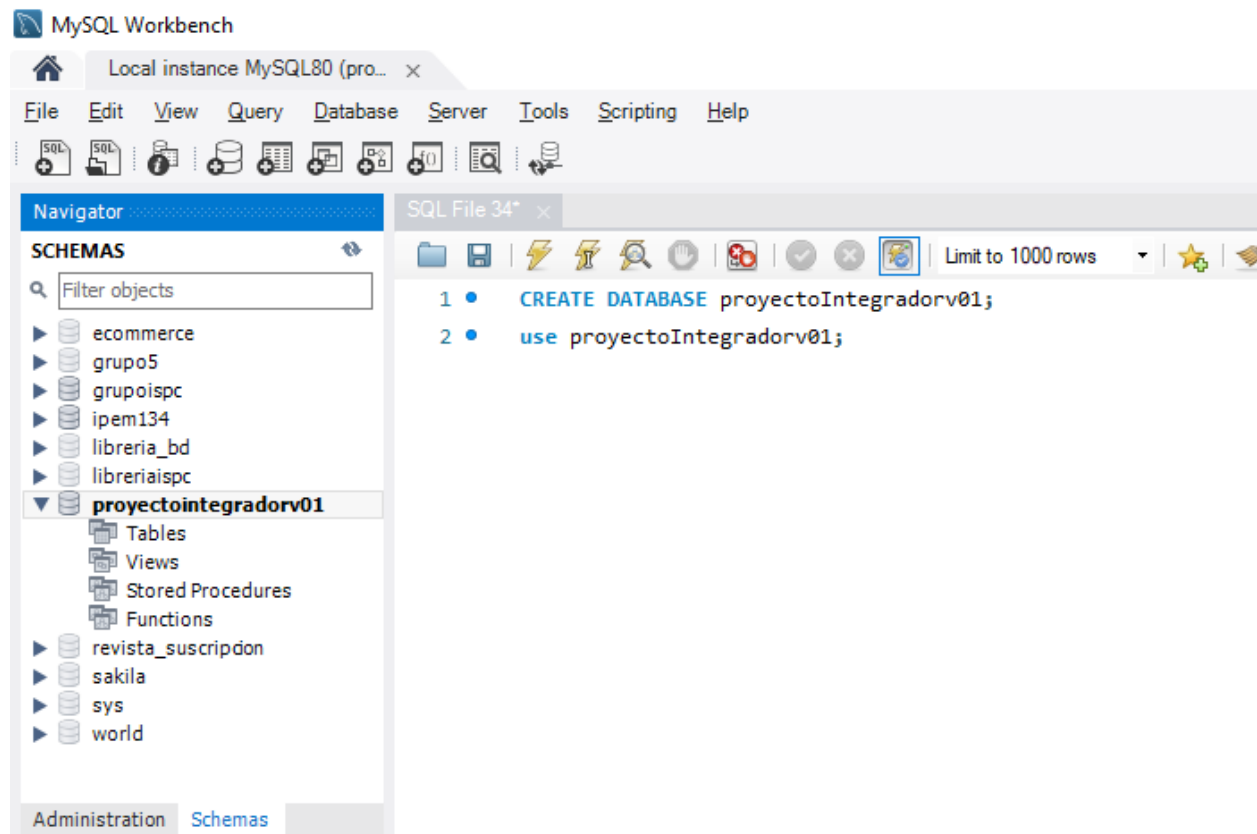 MySQL Workbench
Local instance MySQL80 (pro...
File Edit View Query Database Server Tools Scripting Help
SQL SQL i f()
Navigator
SCHEMAS
Filter objects
ecommerce
grupo5
grupoispc
ipem134
libreria_bd
libreriaispc
proyectointegradorv01
Tables
Views
Stored Procedures
Functions
revista_suscripcion
sakila
sys
world
Administration Schemas
SQL File 34*
Limit to 1000 rows
1 CREATE DATABASE proyectoIntegradorv01;
2 use proyectoIntegradorv01;